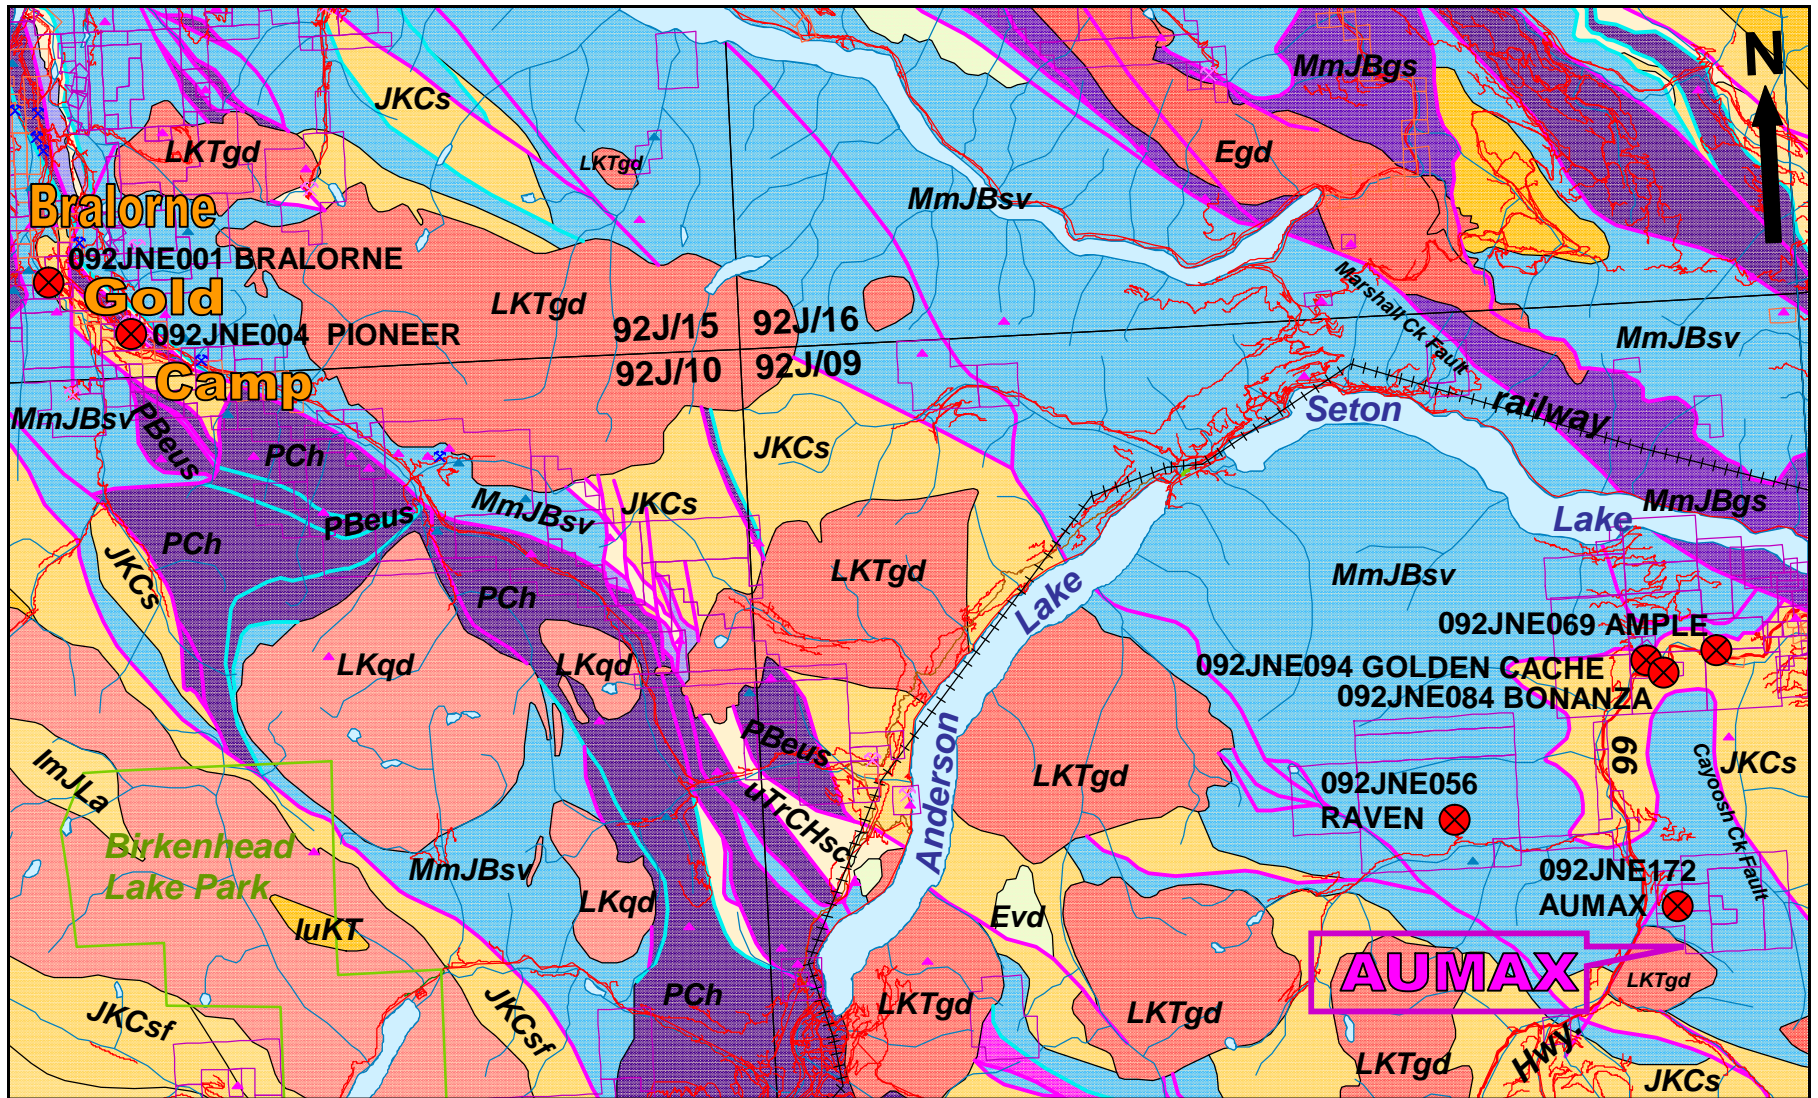 N
MmJBgs
JKCs
LKTgd
LKTgd
Egd
MmJBsv
Bralorne
092JNE001 BRALORNE
Gold
092JNE004 PIONEER
Camp
LKTgd
92J/15
92J/16
92J/10
92J/09
Marshall Ck Fault
MmJBsv
Seton
railway
MmJBsv
PBeus
PCh
JKCs
MmJBsv
JKCs
PBeus
PCh
JKCs
MmJBgs
Lake
LKTgd
MmJBsv
PCh
Lake
092JNE069 AMPLE
092JNE094 GOLDEN CACHE
092JNE084 BONANZA
LKqd
LKqd
PBeus
99
Cayoosh Ck Fault
JKCs
lmJLa
uTrCHsc
Anderson
LKTgd
092JNE056
RAVEN
Birkenhead
Lake Park
MmJBsv
LKqd
Evd
092JNE172
AUMAX
luKT
AUMAX
LKTgd
PCh
LKTgd
LKTgd
JKCsf
JKCsf
Hwy.
LKTgd
JKCs